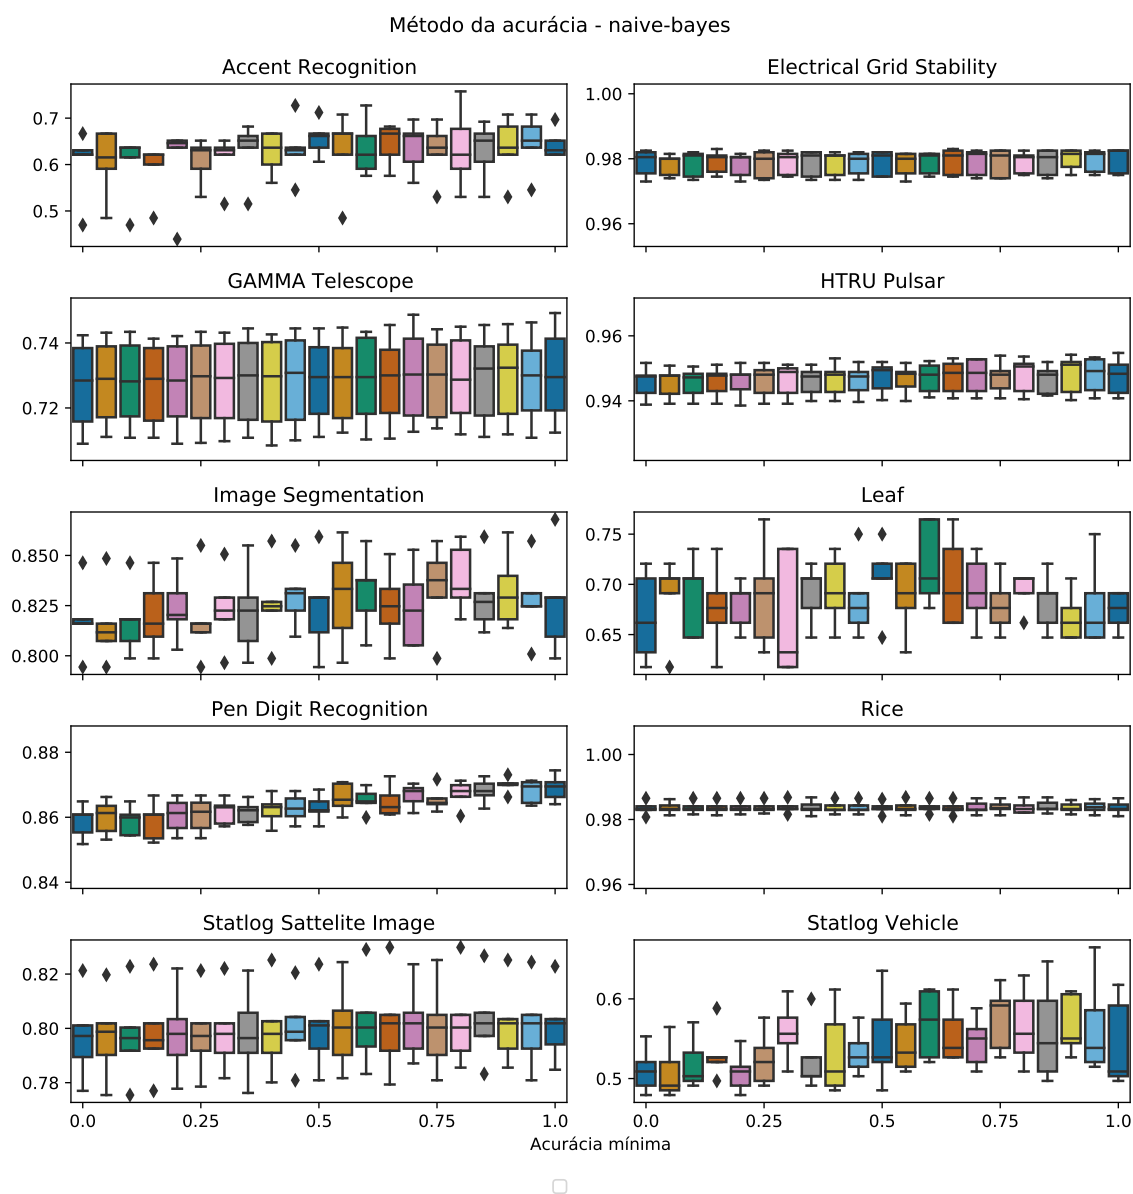 Método da acurácia - naive-bayes
Accent Recognition
0.7
0.6
0.5
Electrical Grid Stability
1.00
0.98
0.96
GAMMA Telescope
0.74
0.72
HTRU Pulsar
0.96
0.94
Image Segmentation
0.850
0.825
0.800
Leaf
0.75
0.70
0.65
Pen Digit Recognition
0.88
0.86
0.84
Rice
1.00
0.98
0.96
Statlog Sattelite Image
0.82
0.80
0.78
0.0 0.25 0.5 0.75 1.0
Statlog Vehicle
0.6
0.5
0.0 0.25 0.5 0.75 1.0
Acurácia mínima